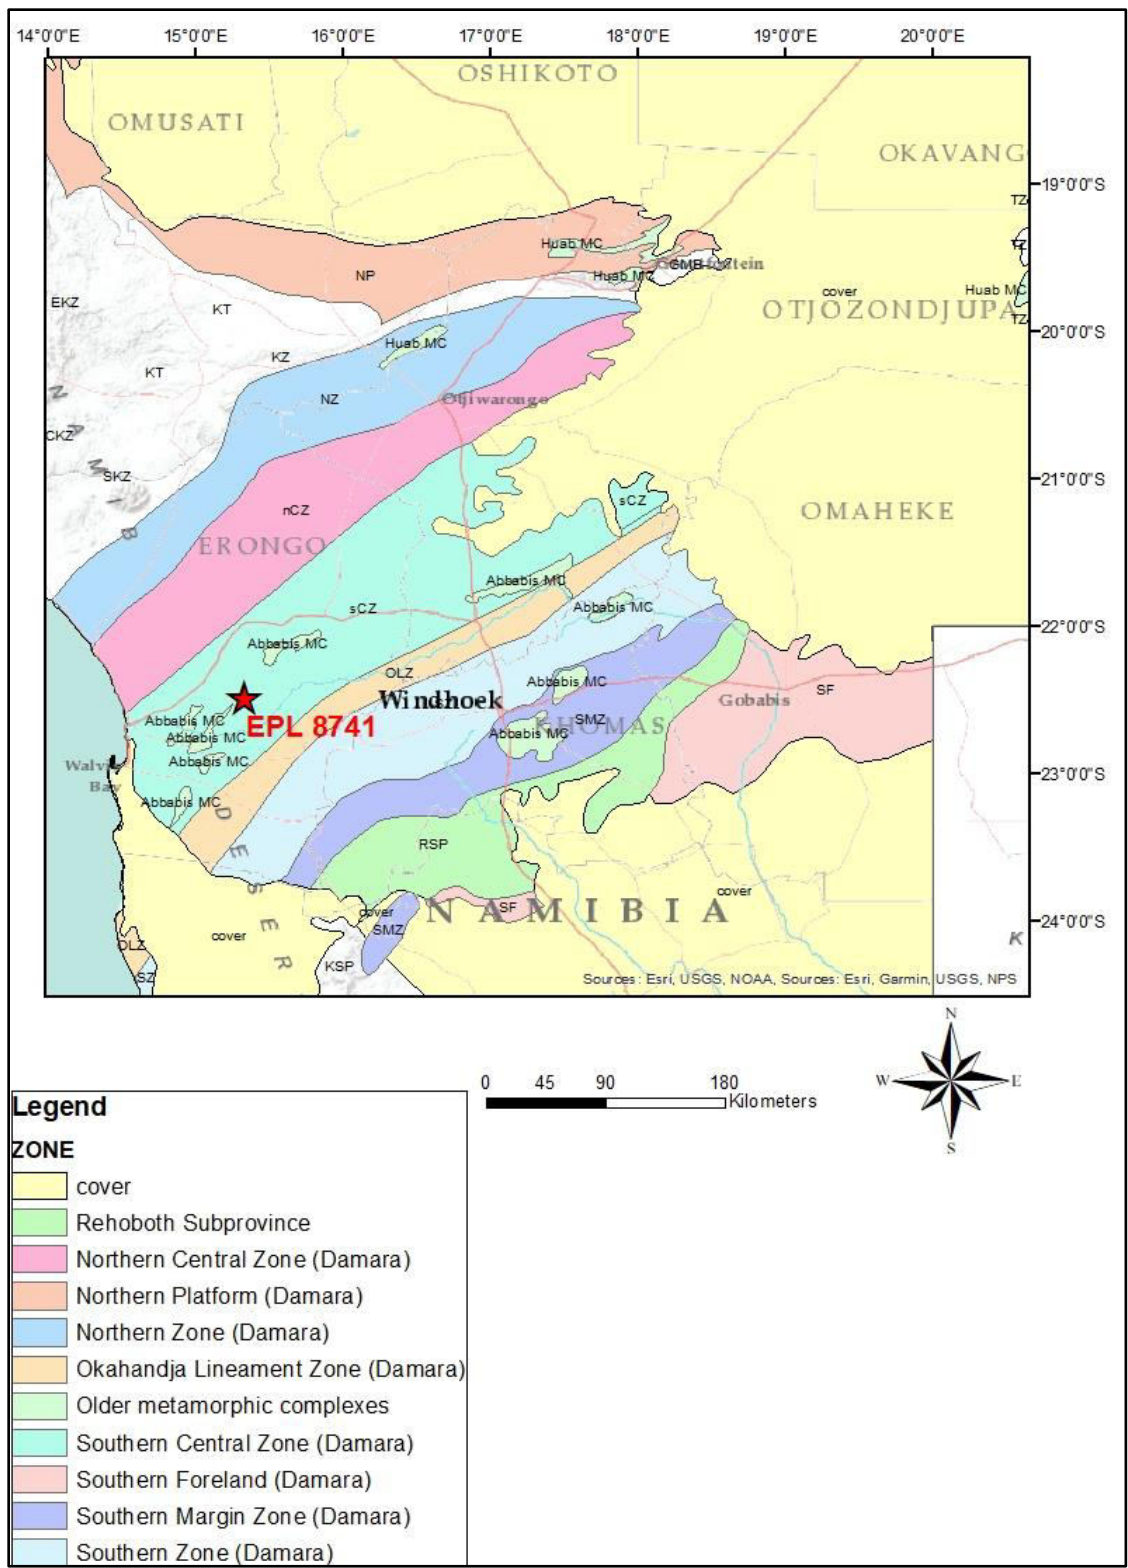 14°0'0"E 15°0'0"E 16°0'0"E 17°0'0"E 18°0'0"E 19°0'0"E 20°0'0"E
OSHIKOTO
OMUSATI
OKAVANG
19°0'0"S
TZ
Huab MC
TZ
GMB
Huab MC
NP
EKZ
cover
Huab MC
KT
OTJOZONDJUPA
TZ
20°0'0"S
Huab MC
KZ
KT
NZ
Otjiwarongo
CKZ
NAMIB
SKZ
21°0'0"S
sCZ
nCZ
OMAHEKE
ERONGO
Abbabis MC
sCZ
Abbabis MC
22°0'0"S
Abbabis MC
OLZ
Abbabis MC
SF
Windhoek
Gobabis
EPL 8741
Abbabis MC
SMZ
KHOMAS
Abbabis MC
Abbabis MC
Abbabis MC
Walvis
Bay
23°0'0"S
Abbabis MC
DESER
RSP
cover
NAMIBIA
SF
cover
24°0'0"S
SMZ
cover
OLZ
K
KSP
SZ
Sources: Esri, USGS, NOAA, Sources: Esri, Garmin, USGS, NPS
N
W E
S
0 45 90 180
Kilometers
Legend
ZONE
cover
Rehoboth Subprovince
Northern Central Zone (Damara)
Northern Platform (Damara)
Northern Zone (Damara)
Okahandja Lineament Zone (Damara)
Older metamorphic complexes
Southern Central Zone (Damara)
Southern Foreland (Damara)
Southern Margin Zone (Damara)
Southern Zone (Damara)